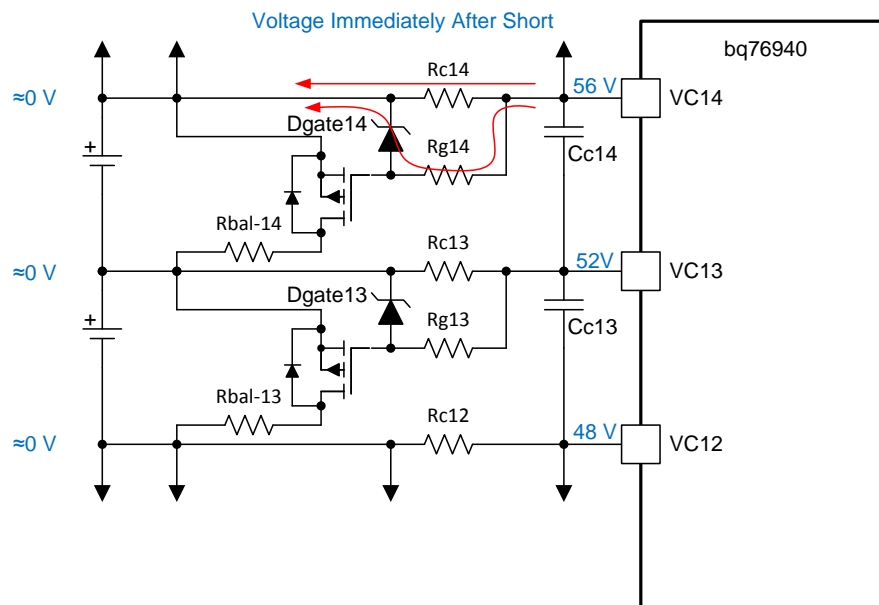 Voltage Immediately After Short
bq76940
≈0 V
Rc14
56 V
VC14
Dgate14
Rg14
Cc14
+
Rbal-14
≈0 V
Rc13
52V
VC13
Dgate13
Rg13
Cc13
+
Rbal-13
≈0 V
Rc12
48 V
VC12